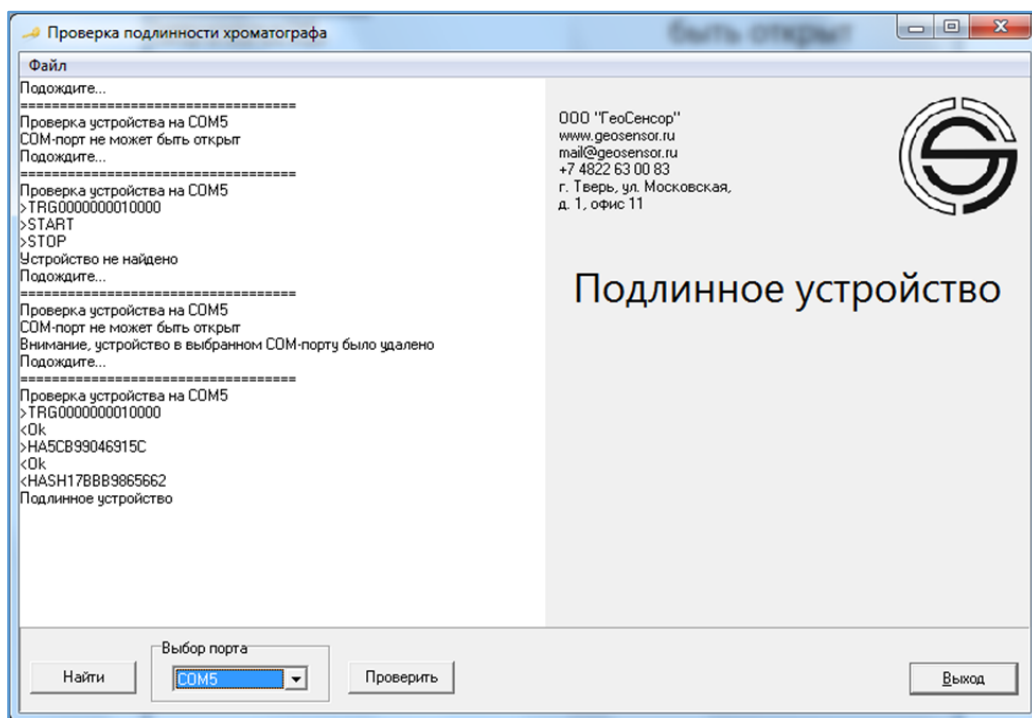 быть открыт
Проверка подлинности хроматографа
Файл
Подождите...
===================================
Проверка устройства на COM5
COM-порт не может быть открыт
Подождите...
===================================
Проверка устройства на COM5
>TRG0000000010000
>START
>STOP
Устройство не найдено
Подождите...
===================================
Проверка устройства на COM5
COM-порт не может быть открыт
Внимание, устройство в выбранном COM-порту было удалено
Подождите...
===================================
Проверка устройства на COM5
>TRG0000000010000
<Ok
>HA5CB99046915C
<Ok
<HASH17BBB9865662
Подлинное устройство
ООО "ГеоСенсор"
www.geosensor.ru
mail@geosensor.ru
+7 4822 63 00 83
г. Тверь, ул. Московская,
д. 1, офис 11
Подлинное устройство
Найти
Выбор порта
COM5
Проверить
Выход